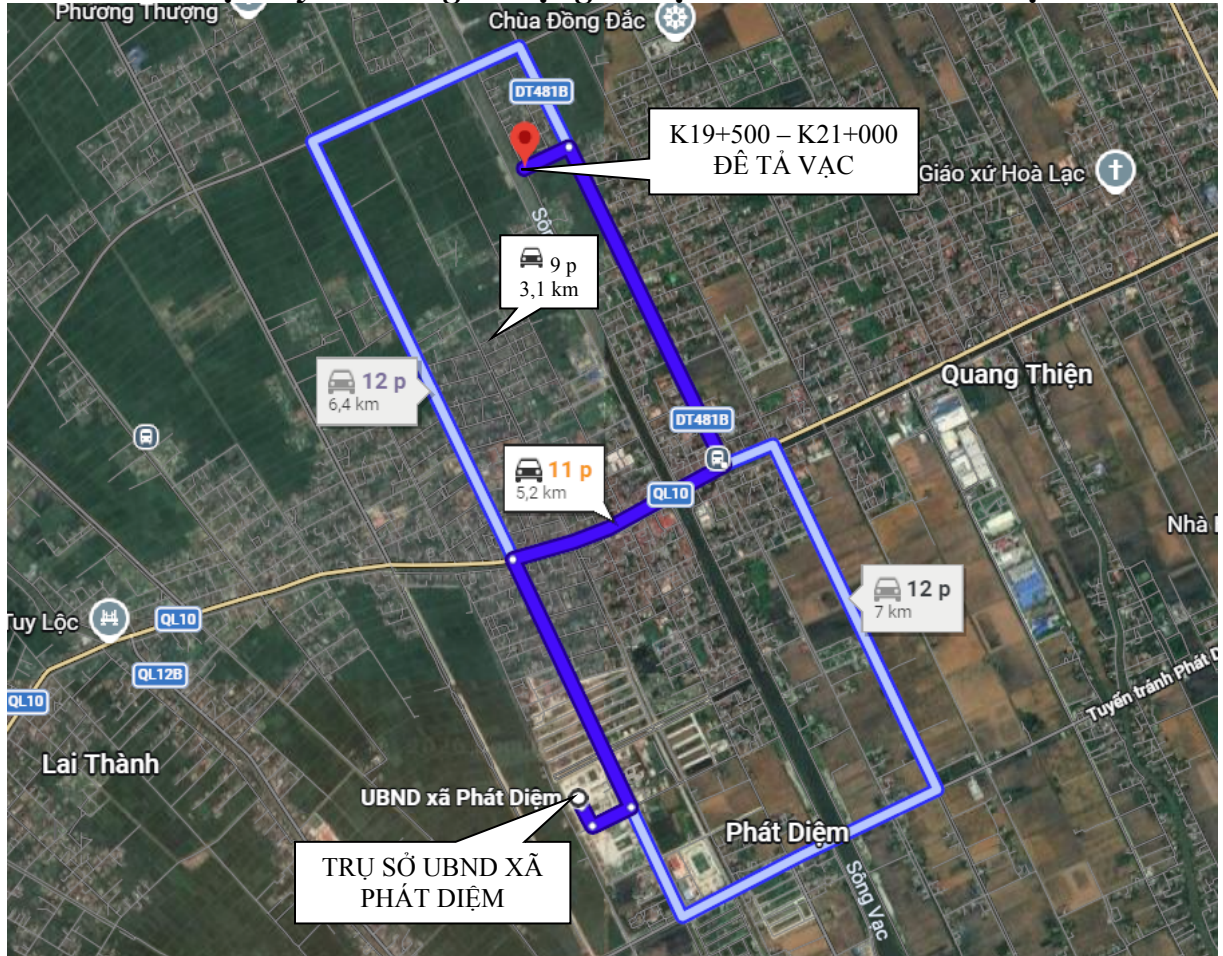 Phương Thượng
Chùa Đồng Đắc
DT481B
K19+500 – K21+000
ĐÊ TẢ VẠC
Giáo xứ Hoà Lạc
9 p
3,1 km
12 p
6,4 km
Quang Thiện
DT481B
11 p
5,2 km
QL10
Nhà
12 p
7 km
Tuy Lộc
QL10
QL12B
QL10
Tuyến tránh Phát
Lai Thành
UBND xã Phát Diệm
Phát Diệm
TRỤ SỞ UBND XÃ
PHÁT DIỆM
Sông Vạc